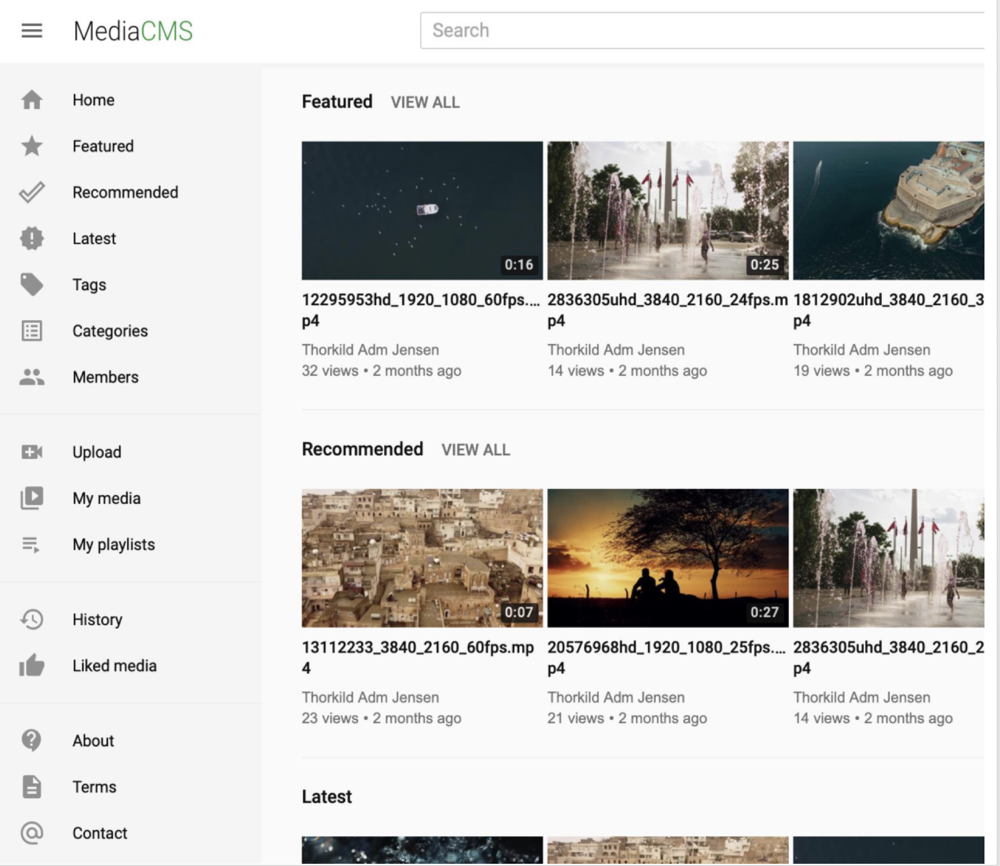 MediaCMS
Search
Home
Featured
Recommended
Latest
Tags
Categories
Members
Upload
My media
My playlists
History
Liked media
About
Terms
Contact
Featured VIEW ALL
0:16
12295953hd_1920_1080_60fps.…
p4
Thorkild Adm Jensen
32 views • 2 months ago
0:25
2836305uhd_3840_2160_24fps.m
p4
Thorkild Adm Jensen
14 views • 2 months ago
1812902uhd_3840_2160_3
p4
Thorkild Adm Jensen
19 views • 2 months ago
Recommended VIEW ALL
0:07
13112233_3840_2160_60fps.mp
4
Thorkild Adm Jensen
23 views • 2 months ago
0:27
20576968hd_1920_1080_25fps.…
p4
Thorkild Adm Jensen
21 views • 2 months ago
2836305uhd_3840_2160_2
p4
Thorkild Adm Jensen
14 views • 2 months ago
Latest